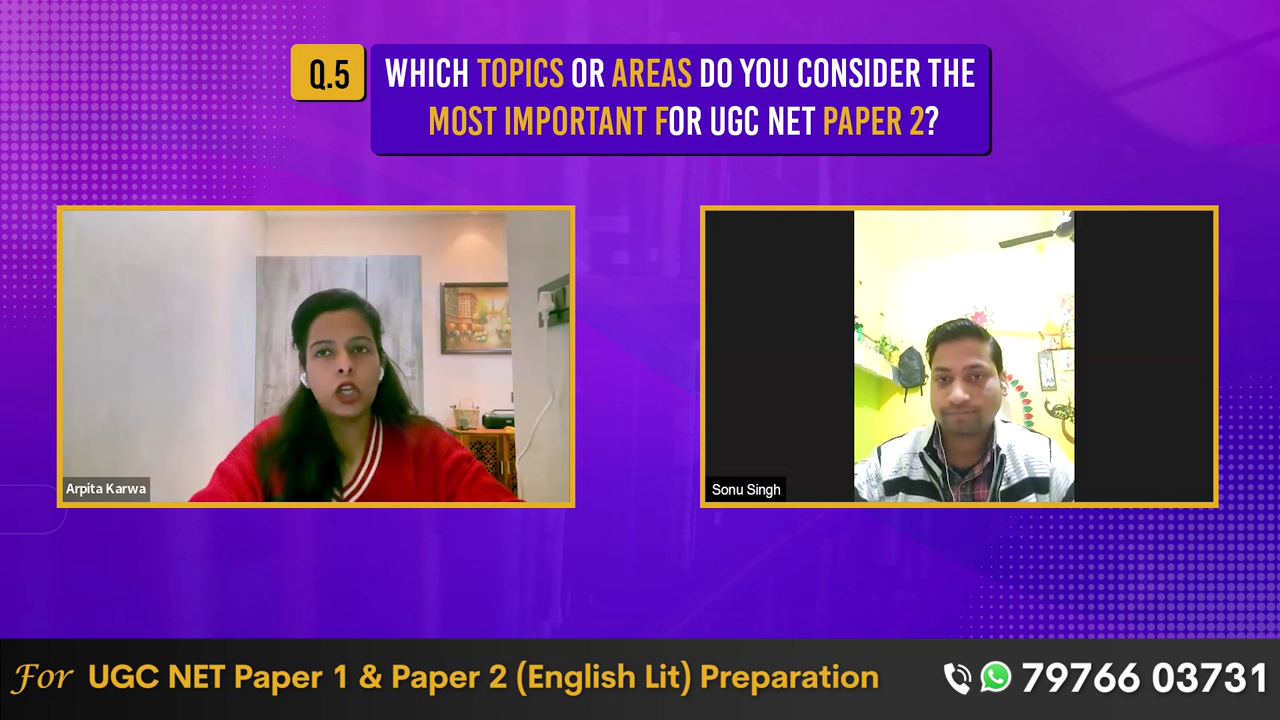 Q.5
WHICH TOPICS OR AREAS DO YOU CONSIDER THE
MOST IMPORTANT FOR UGC NET PAPER 2?
Arpita Karwa
Sonu Singh
For UGC NET Paper 1 & Paper 2 (English Lit) Preparation
79766 03731